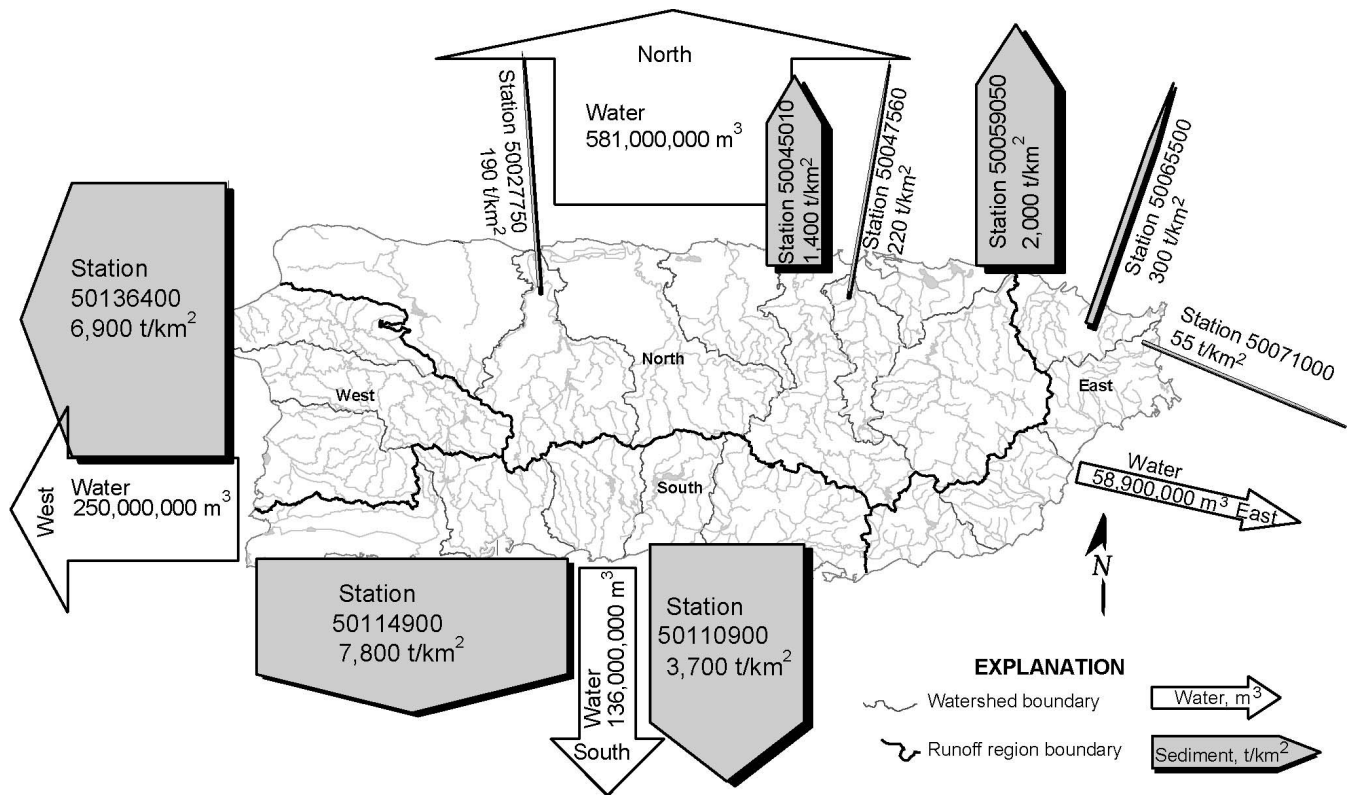 North
Water
581,000,000 m³
Station 50027750
190 t/km²
Station 50045010
1,400 t/km²
Station 50047560
220 t/km²
Station 50059050
2,000 t/km²
Station 50065500
300 t/km²
Station 50071000
55 t/km²
Station
50136400
6,900 t/km²
West
Water
250,000,000 m³
West
North
East
South
Water
58,900,000 m³ East
N
Station
50114900
7,800 t/km²
Water
136,000,000 m³
South
Station
50110900
3,700 t/km²
EXPLANATION
Watershed boundary
Water, m³
Runoff region boundary
Sediment, t/km²